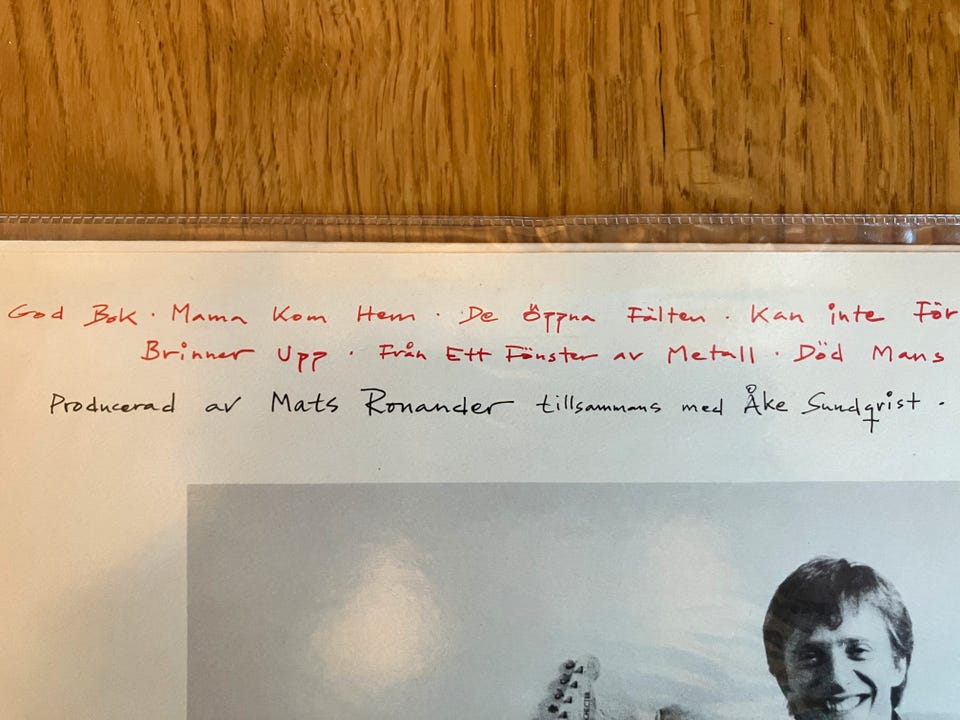 God Bok · Mama Kom Hem · De Öppna Fälten · Kan inte För
Brinner Upp · Från Ett Fönster av Metall · Död Mans
Producerad av Mats Ronander tillsammans med Åke Sundqvist ·